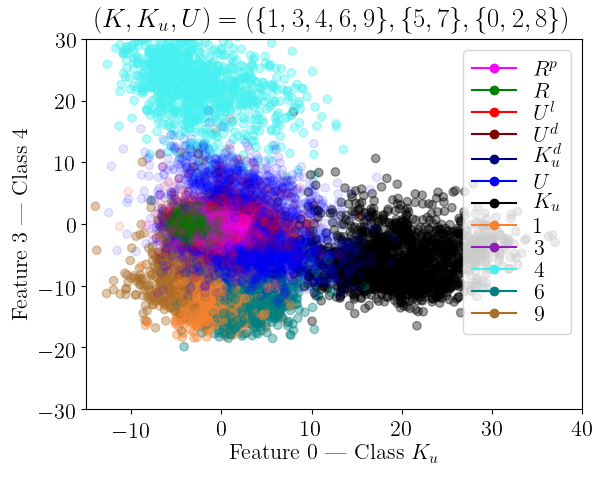 (K, K_u, U) = ({1, 3, 4, 6, 9}, {5, 7}, {0, 2, 8})
Feature 3 — Class 4
30
20
10
0
−10
−20
−30
−10
0
10
20
30
40
Feature 0 — Class K_u
R^p
R
U^l
U^d
K_u^d
U
K_u
1
3
4
6
9